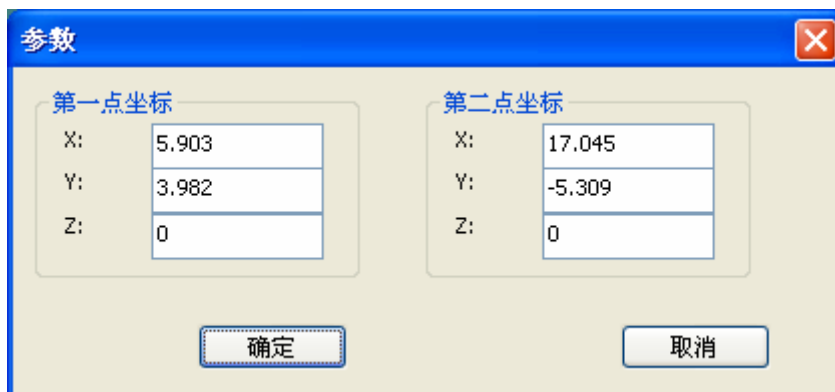 参数
第一点坐标 第二点坐标
X: 5.903 X: 17.045
Y: 3.982 Y: -5.309
Z: 0 Z: 0
确定 取消